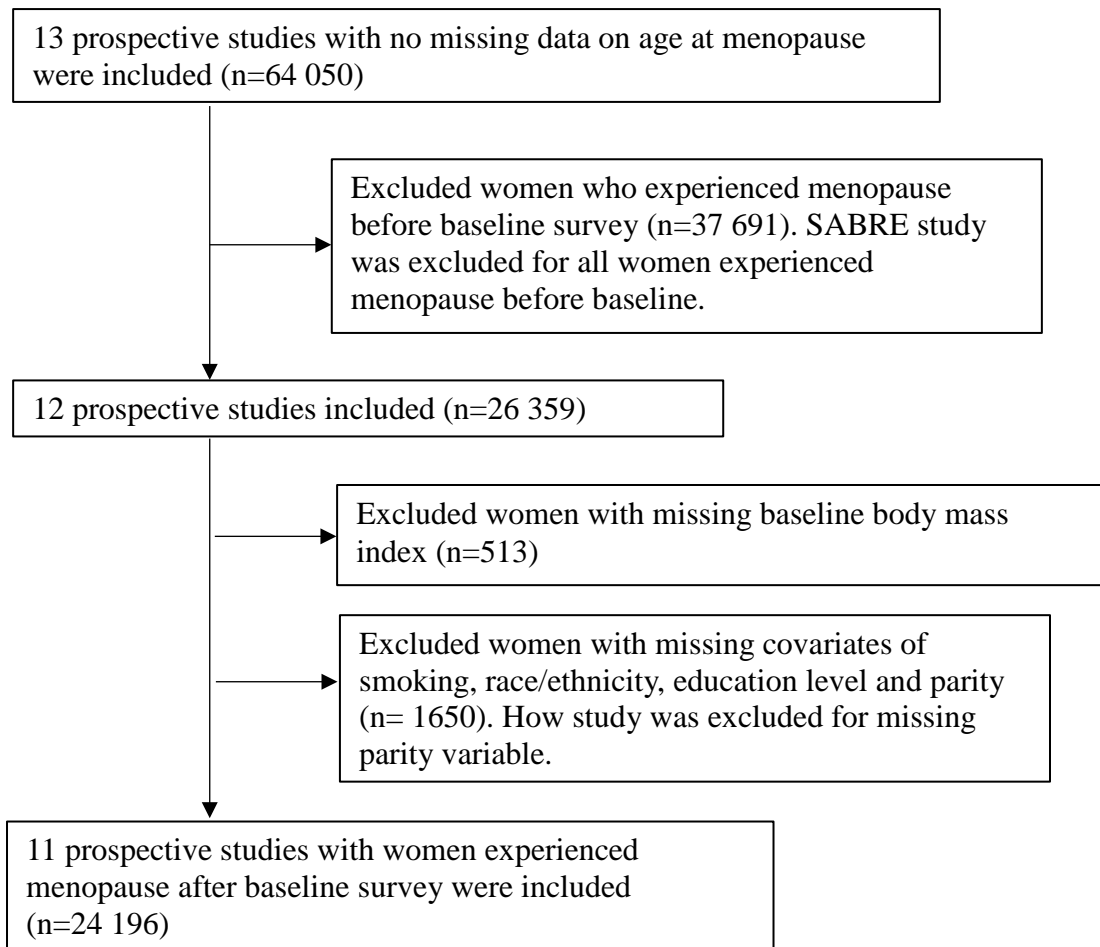 13 prospective studies with no missing data on age at menopause
were included (n=64 050)
Excluded women who experienced menopause
before baseline survey (n=37 691). SABRE study
was excluded for all women experienced
menopause before baseline.
12 prospective studies included (n=26 359)
Excluded women with missing baseline body mass
index (n=513)
Excluded women with missing covariates of
smoking, race/ethnicity, education level and parity
(n= 1650). How study was excluded for missing
parity variable.
11 prospective studies with women experienced
menopause after baseline survey were included
(n=24 196)